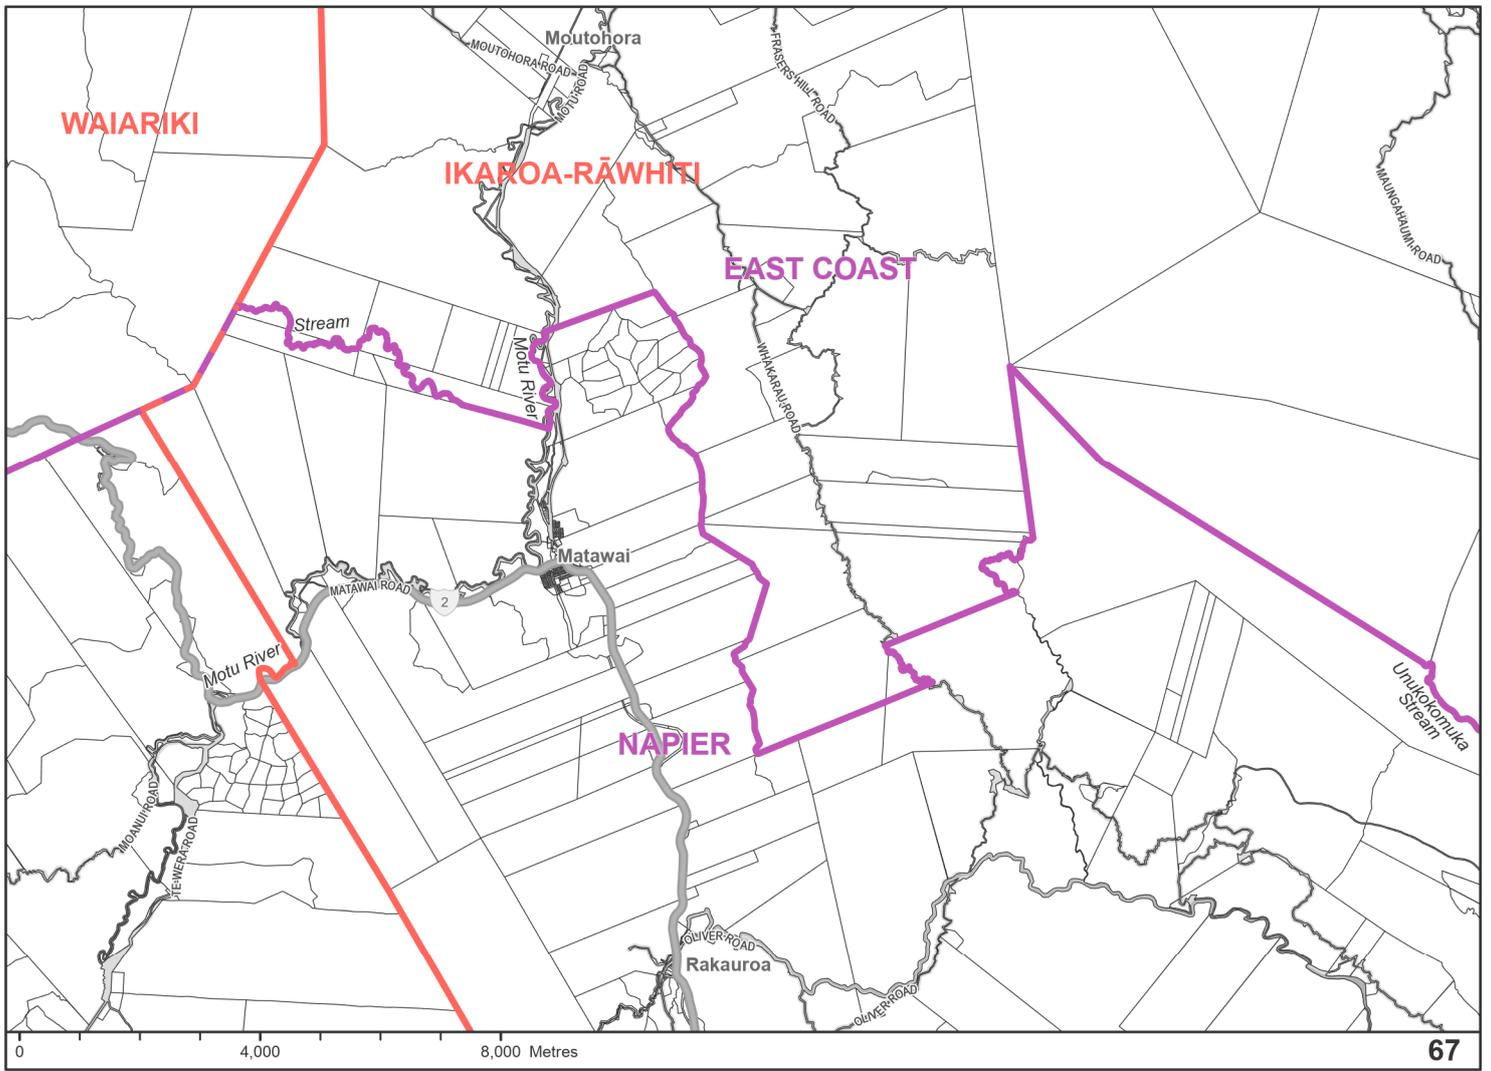 Moutohora
MOUTOHORA ROAD
MOTU ROAD
FRASERS HILL ROAD
WAIARIKI
IKAROA-RĀWHITI
MAUNGAHAUMI ROAD
EAST COAST
Stream
Motu River
WHAKARAU ROAD
Matawai
MATAWAI ROAD
2
Motu River
Unukokomuka
Stream
NAPIER
MOANUI ROAD
TE WERA ROAD
OLIVER ROAD
Rakauroa
OLIVER ROAD
0 4,000 8,000 Metres
67